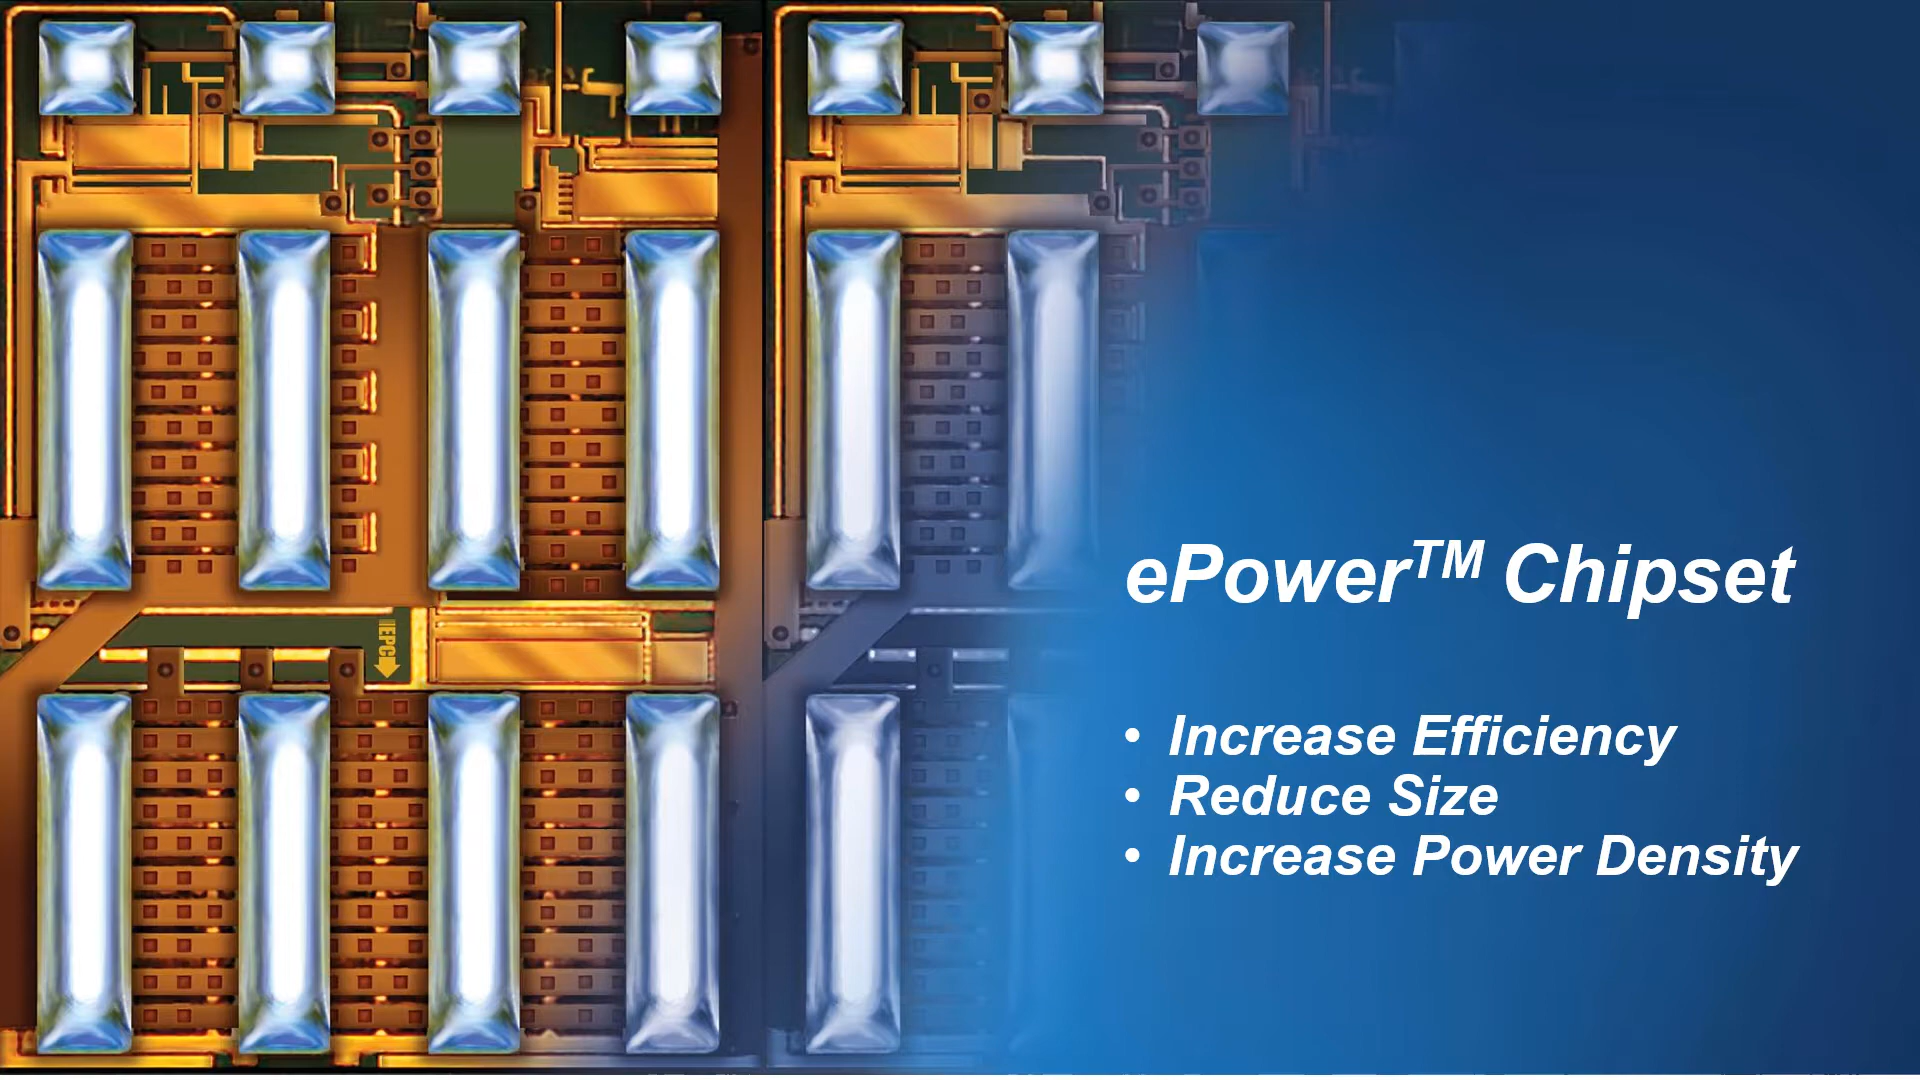 EPC
ePower™ Chipset
• Increase Efficiency
• Reduce Size
• Increase Power Density